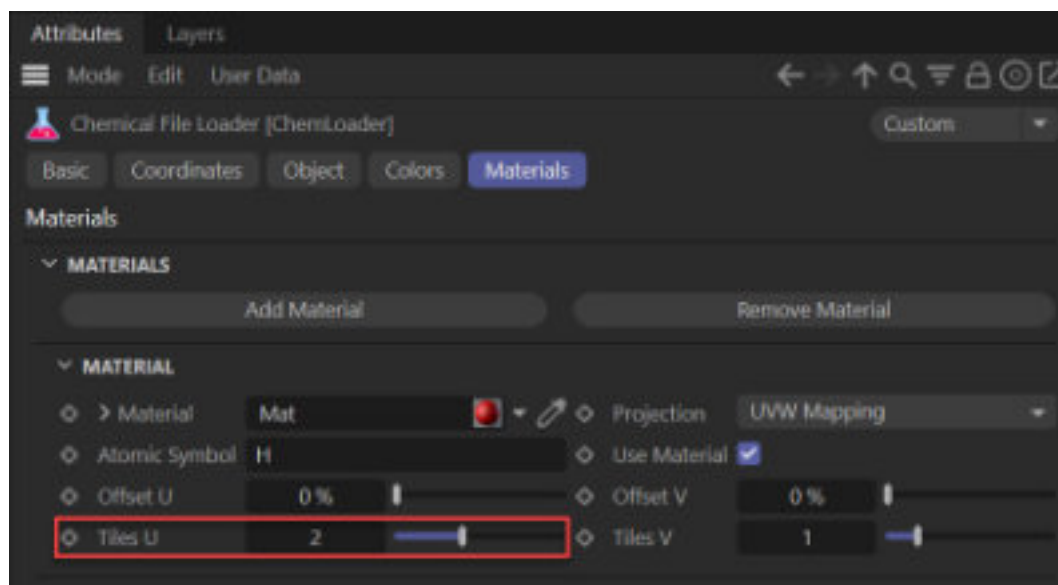 Attributes Layers
Mode Edit User Data
Chemical File Loader [ChemLoader] Custom
Basic Coordinates Object Colors Materials
Materials
MATERIALS
Add Material Remove Material
MATERIAL
Material Mat Projection UVW Mapping
Atomic Symbol H Use Material
Offset U 0 % Offset V 0 %
Tiles U 2 Tiles V 1